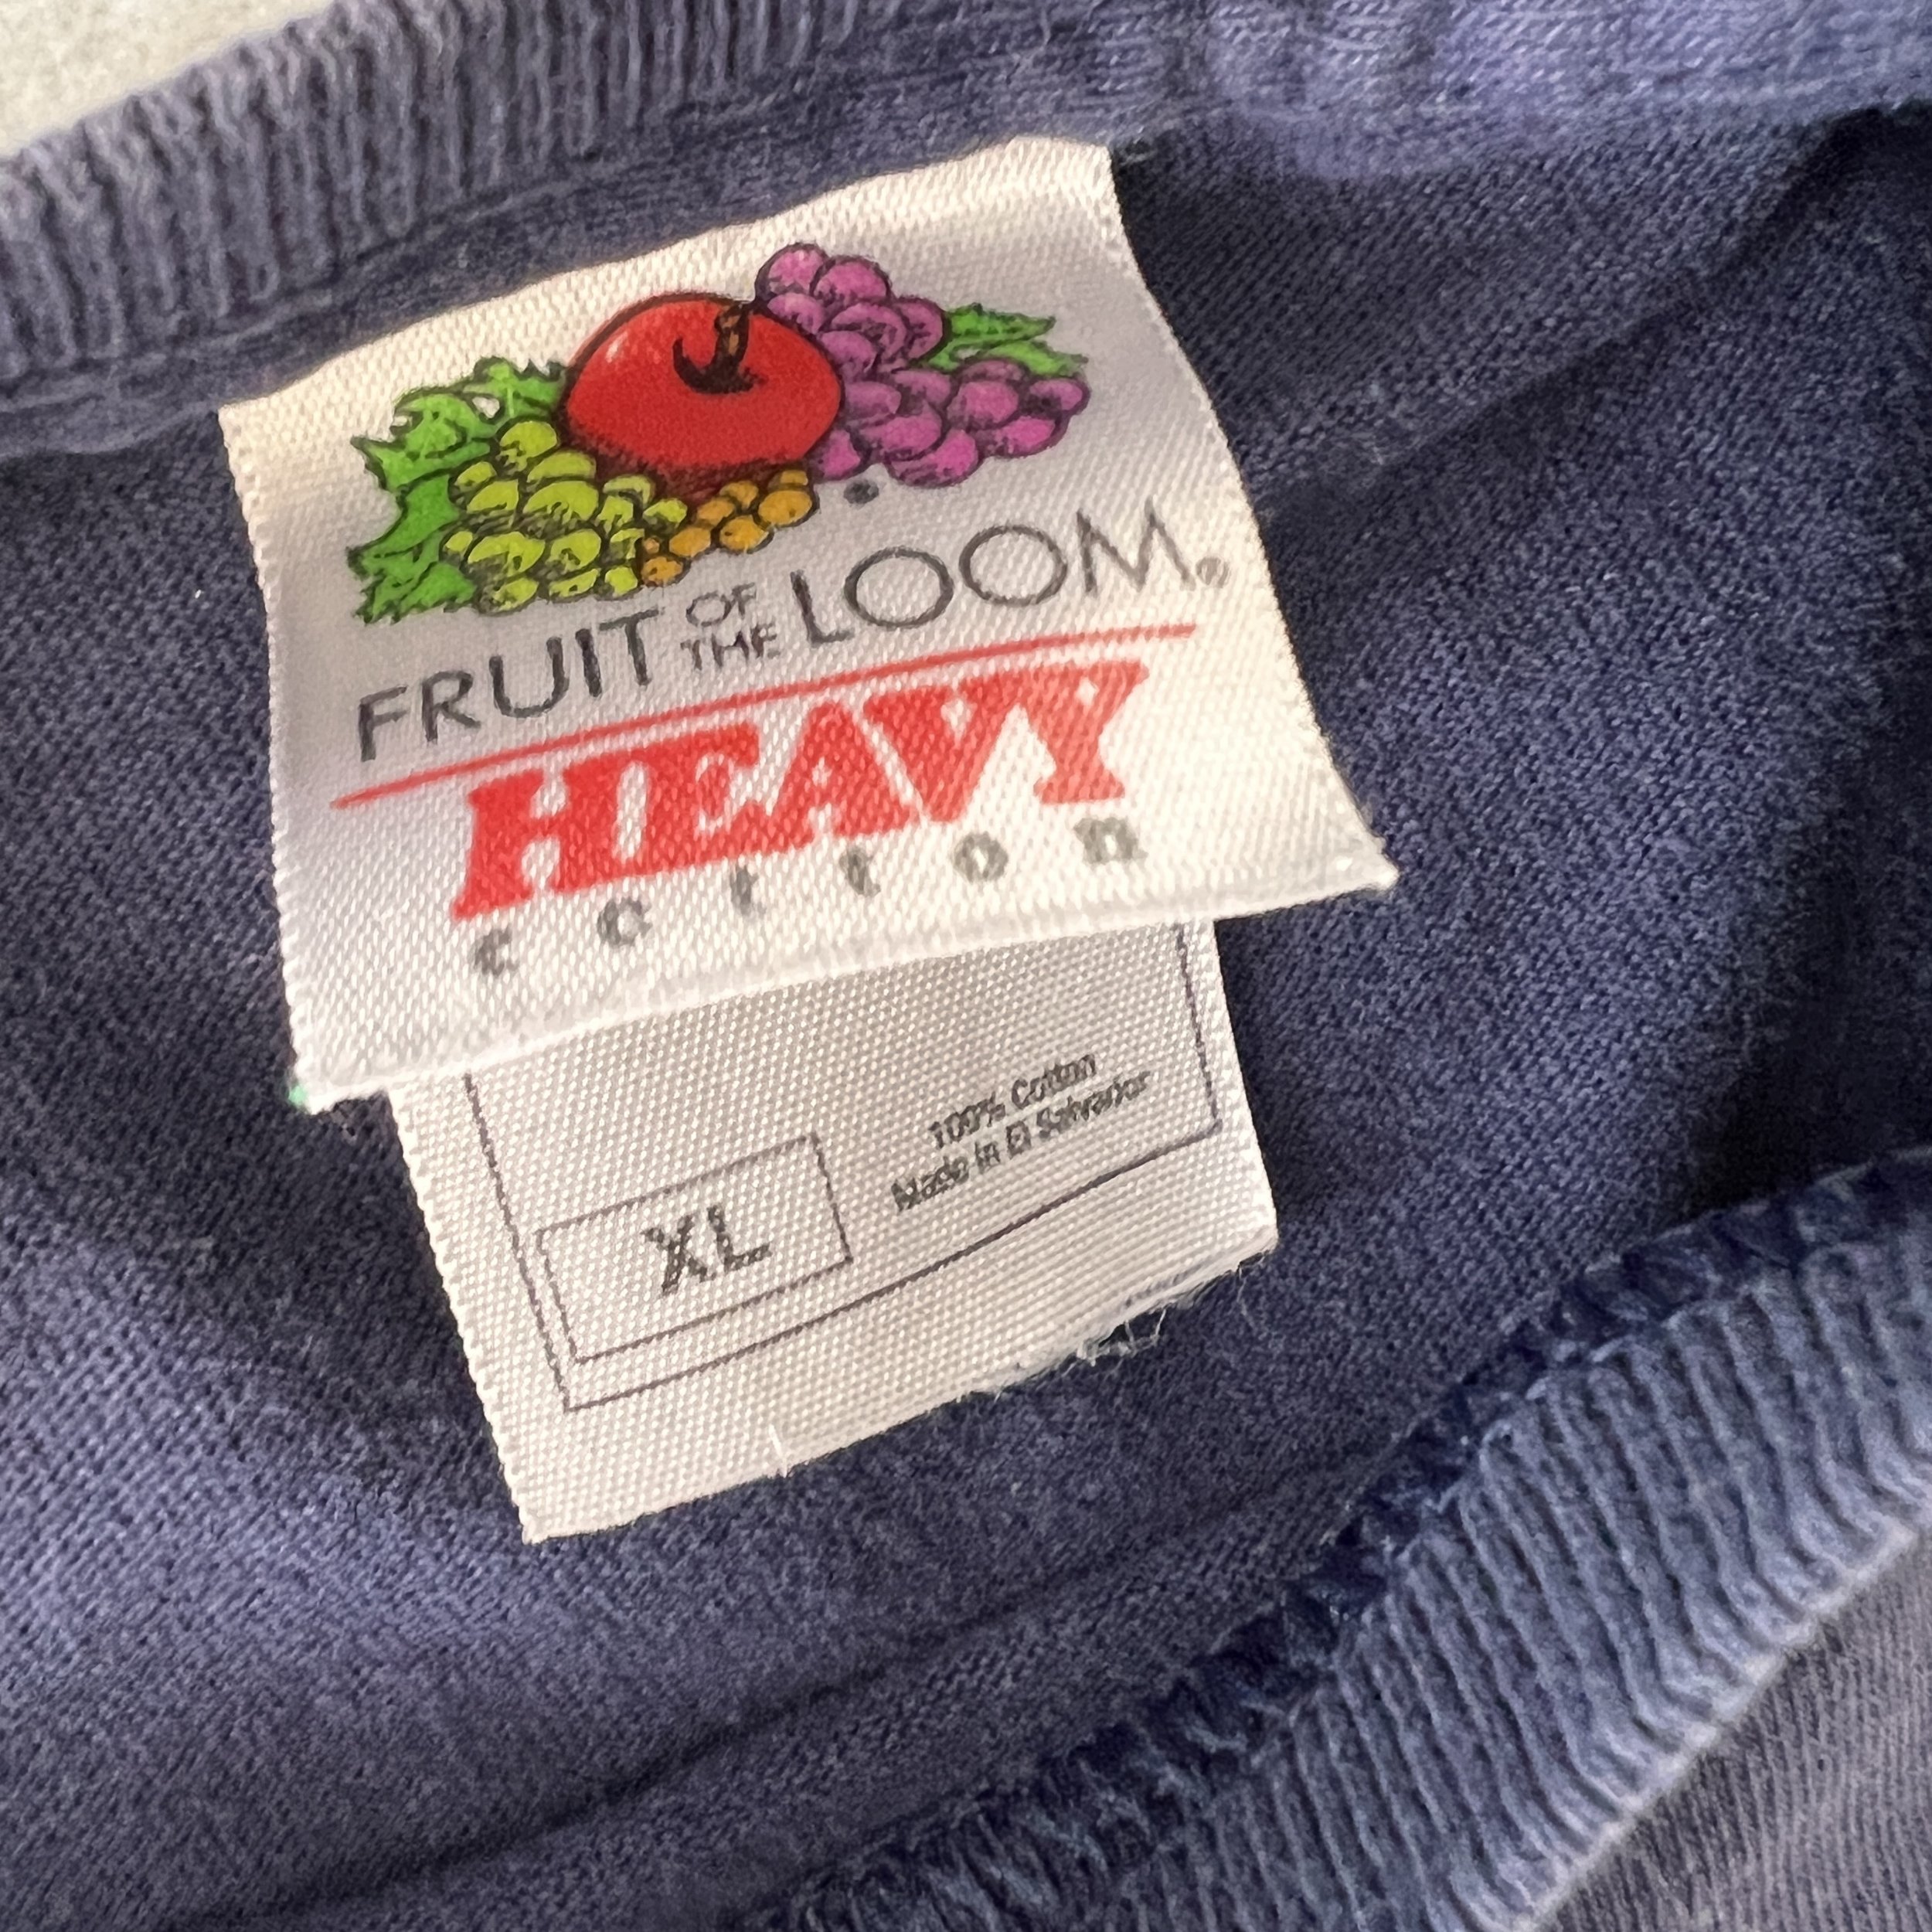 FRUIT OF THE LOOM®
HEAVY
cotton
100% Cotton
Made in El Salvador
XL